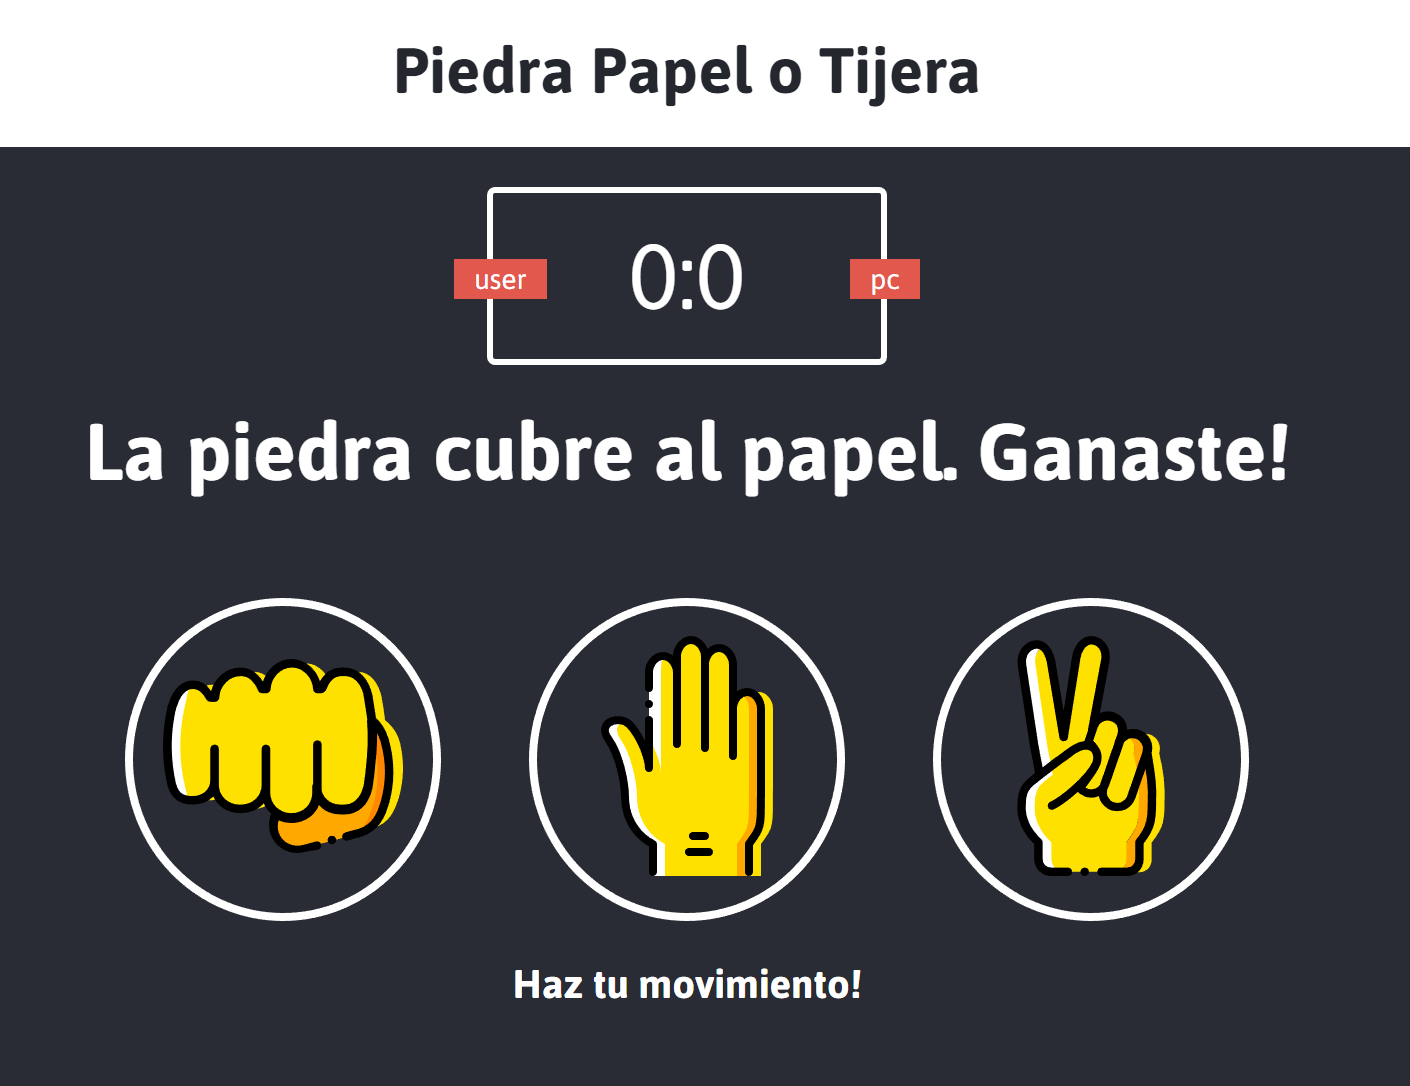 Piedra Papel o Tijera
user
0:0
pc
La piedra cubre al papel. Ganaste!
Haz tu movimiento!